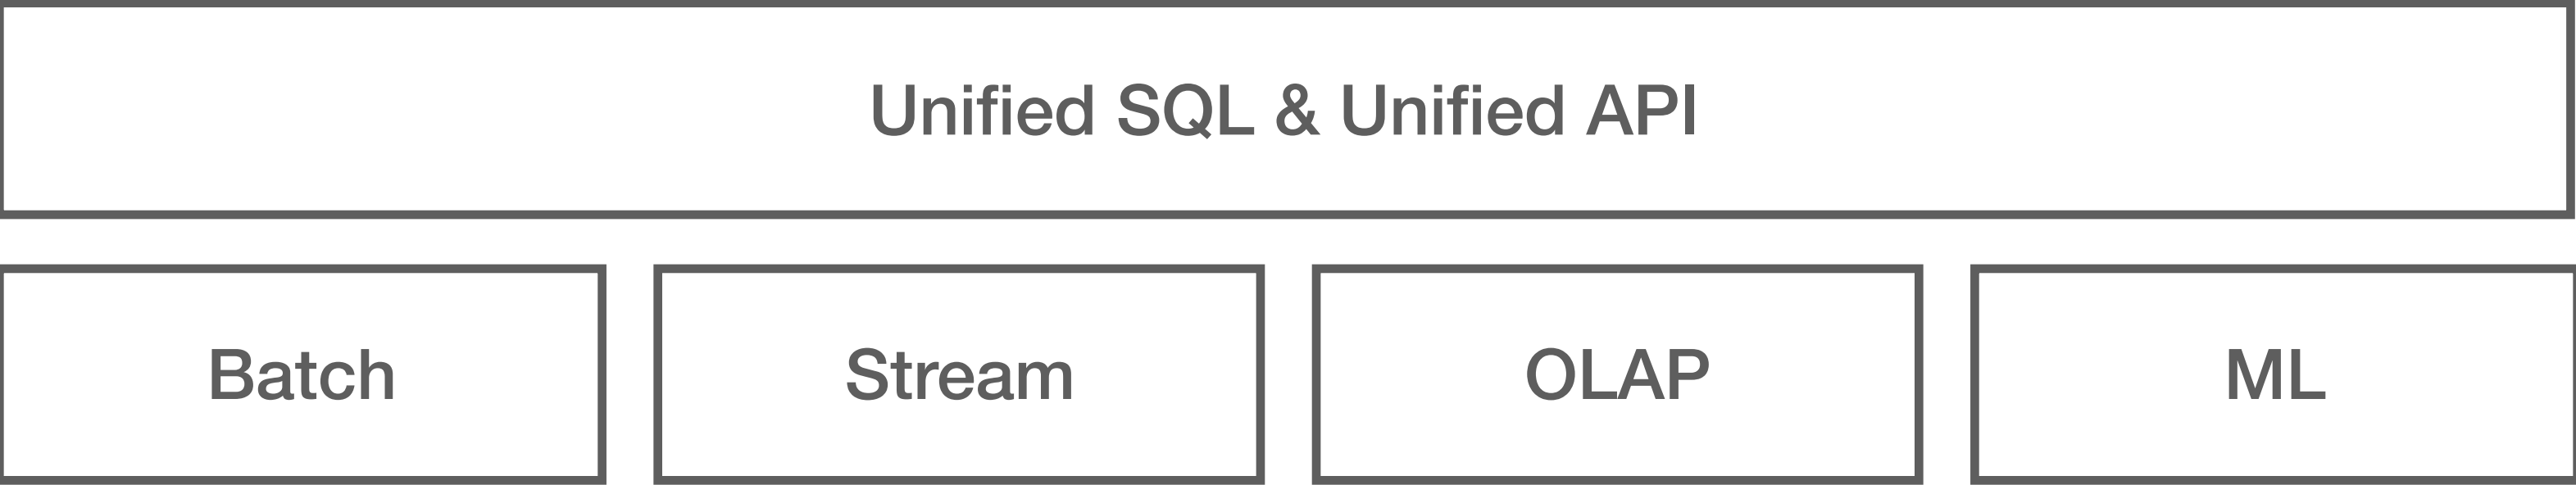 Unified SQL & Unified API
Batch
Stream
OLAP
ML